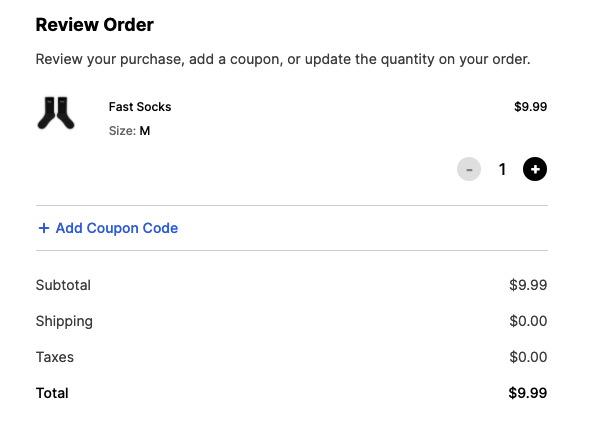 Review Order
Review your purchase, add a coupon, or update the quantity on your order.
Fast Socks $9.99
Size: M
- 1 +
+ Add Coupon Code
Subtotal $9.99
Shipping $0.00
Taxes $0.00
Total $9.99